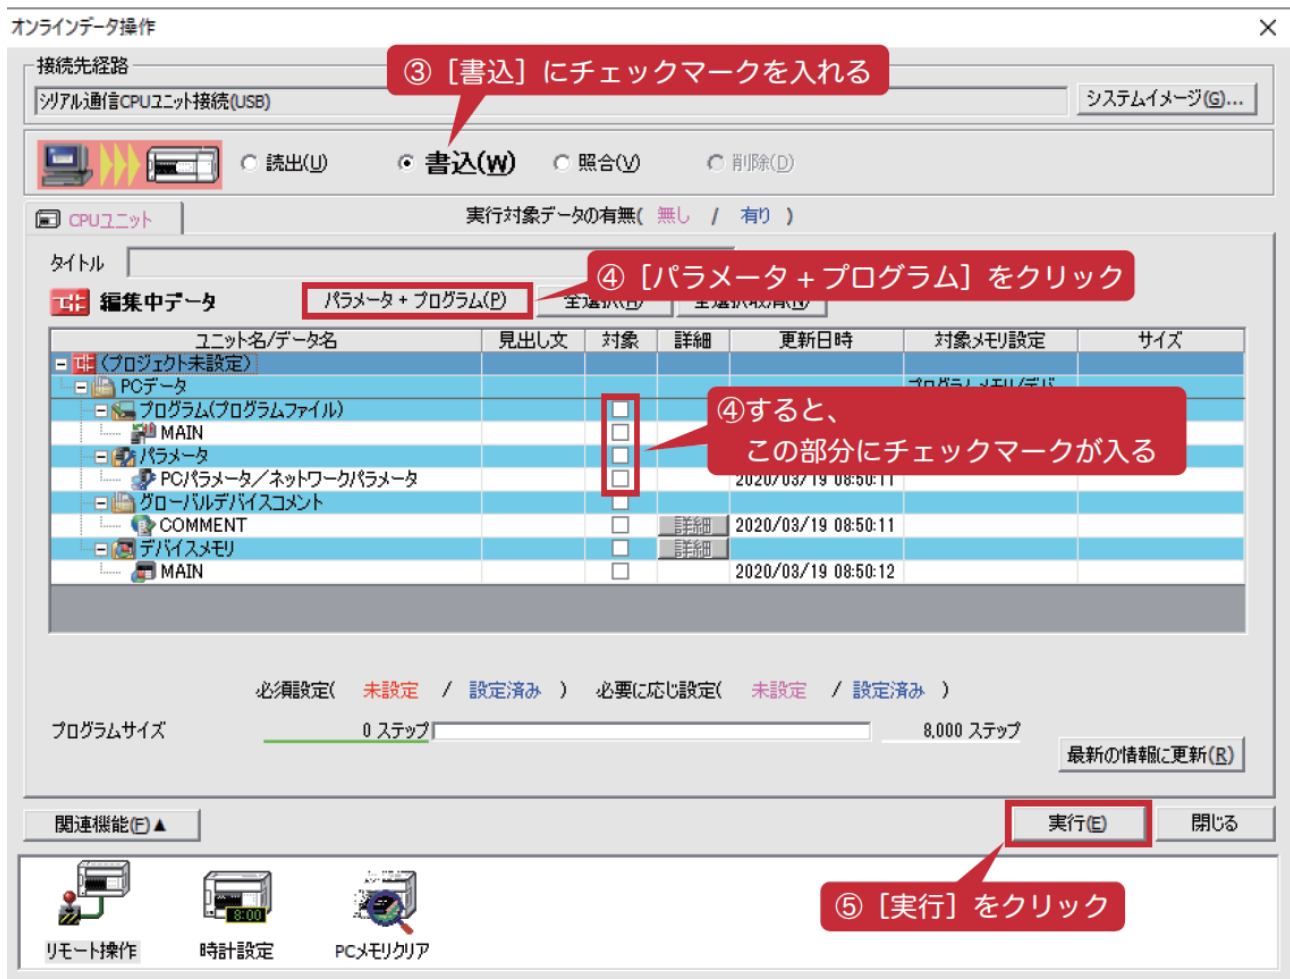 オンラインデータ操作
接続先経路
③［書込］にチェックマークを入れる
シリアル通信CPUユニット接続(USB)
システムイメージ(G)...
読出(U) 書込(W) 照合(V) 削除(D)
CPUユニット
実行対象データの有無( 無し / 有り )
タイトル
④［パラメータ + プログラム］をクリック
編集中データ
パラメータ + プログラム(P)
ユニット名/データ名 見出し文 対象 詳細 更新日時 対象メモリ設定 サイズ
(プロジェクト未設定)
PCデータ
プログラム(プログラムファイル)
④すると、
MAIN
この部分にチェックマークが入る
パラメータ
PCパラメータ／ネットワークパラメータ 2020/03/19 08:50:11
グローバルデバイスコメント
COMMENT 詳細 2020/03/19 08:50:11
デバイスメモリ 詳細
MAIN 2020/03/19 08:50:12
必須設定( 未設定 / 設定済み ) 必要に応じ設定( 未設定 / 設定済み )
プログラムサイズ 0 ステップ 8,000 ステップ
最新の情報に更新(R)
関連機能(F)▲
実行(E) 閉じる
⑤［実行］をクリック
8:00
リモート操作 時計設定 PCメモリクリア